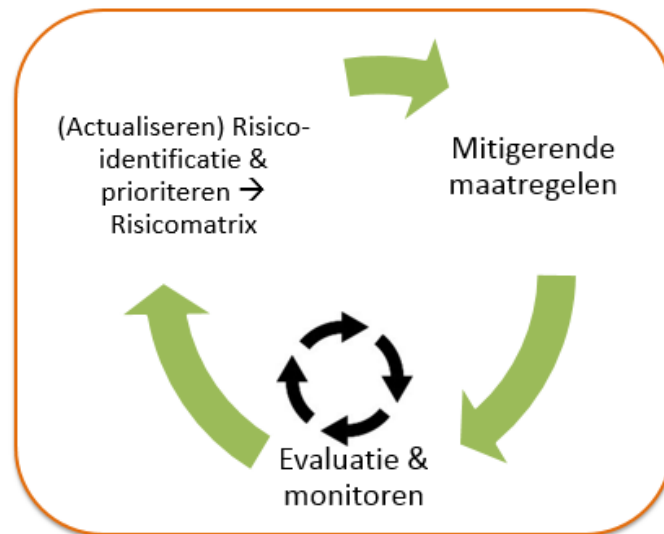 (Actualiseren) Risico-
identificatie &
prioriteren →
Risicomatrix
Mitigerende
maatregelen
Evaluatie &
monitoren